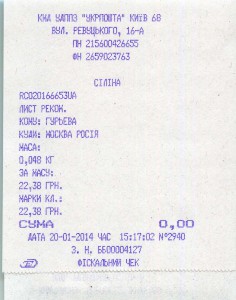 КМД УДППЗ "УКРПОШТА" КИЇВ 68
ВУЛ. РЕВУЦЬКОГО, 16-А
ПН 215600426655
ФН 2659023763
СІЛІНА
RC020166653UA
ЛИСТ РЕКОМ.
КОМУ: ГУРЬЕВА
КУДИ: МОСКВА РОСІЯ
МАСА:
0,048 КГ
ЗА МАСУ:
22,38 ГРН.
МАРКИ КЛ.:
22,38 ГРН.
СУМА 0,00
ДАТА 20-01-2014 ЧАС 15:17:02 №2940
З. Н. ББ00004127
ФІСКАЛЬНИЙ ЧЕК